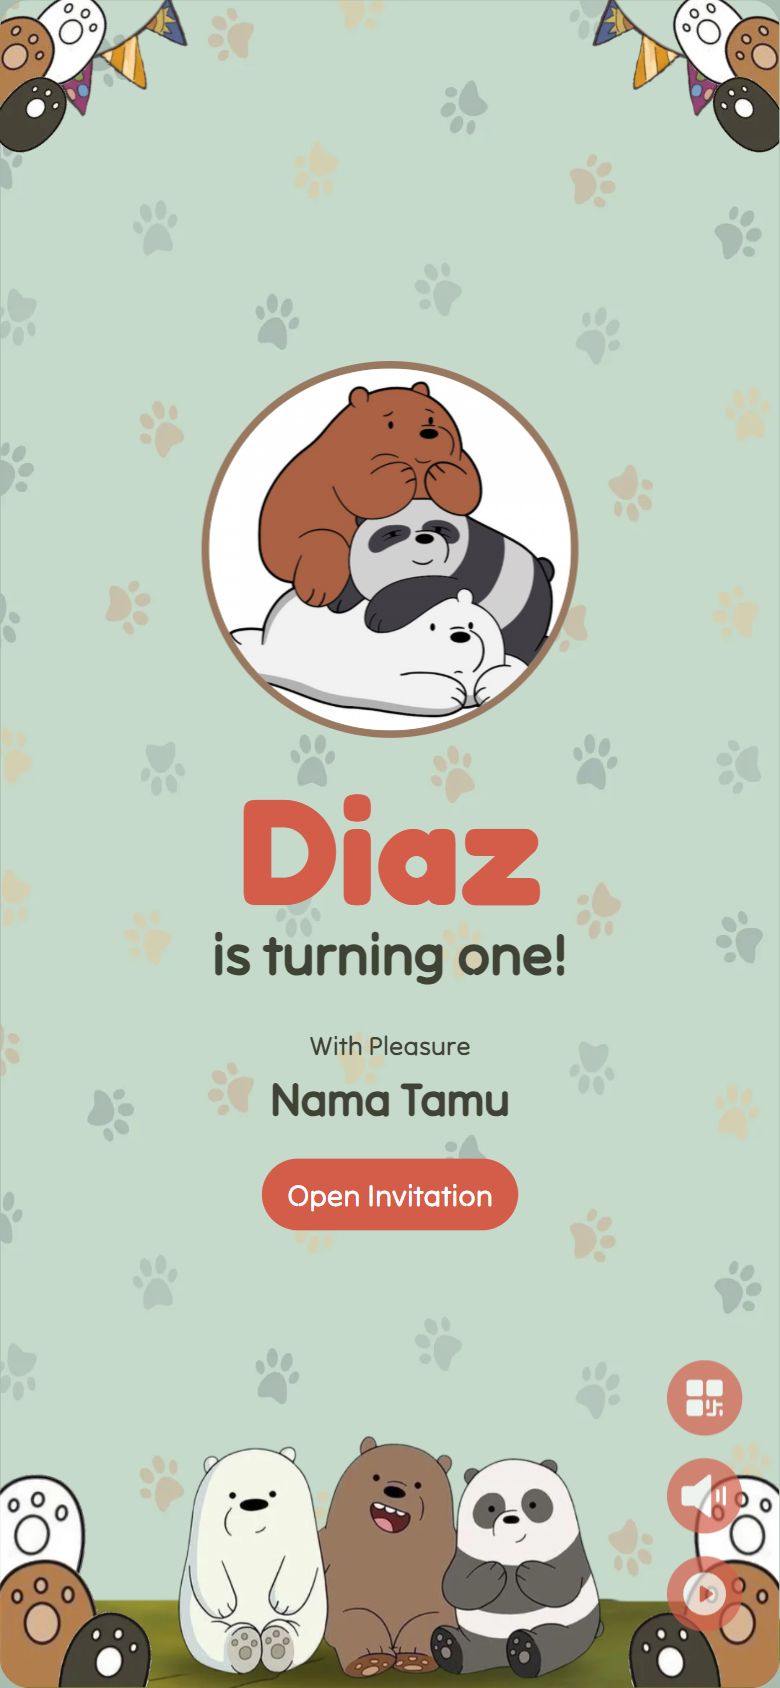 Diaz
is turning one!
With Pleasure
Nama Tamu
Open Invitation